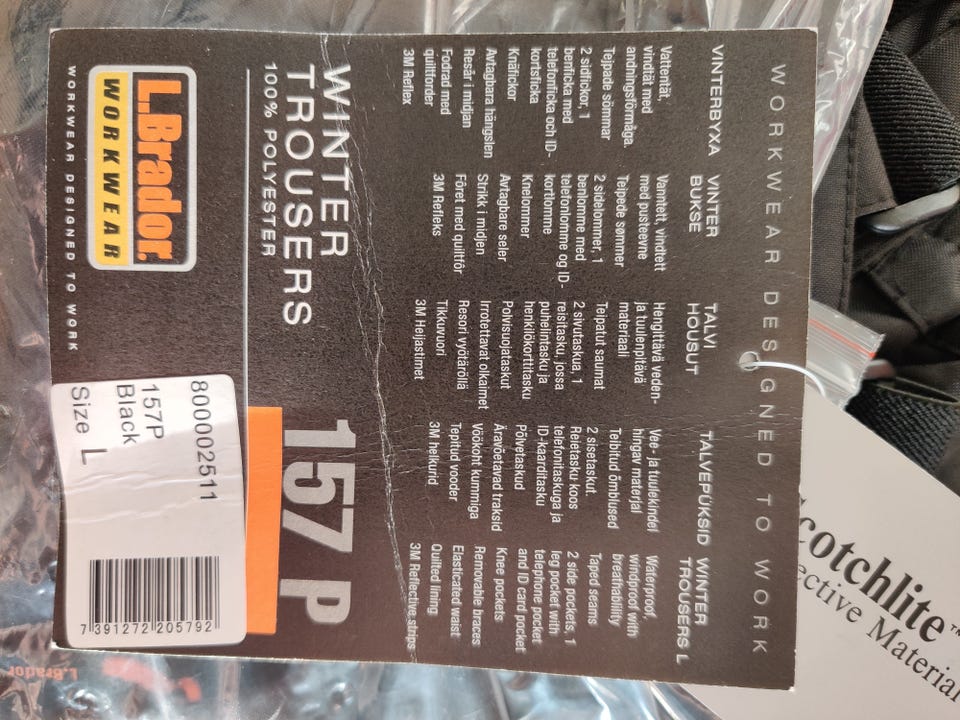 WORKWEAR DESIGNED TO WORK
VINTERBYXA
Vattentät,
vindtät med
andningsförmåga.
Tejpade sömmar
2 sidfickor, 1
benficka med
telefonficka och ID-
kortsficka
Knäfickor
Avtagbara hängslen
Resår i midjan
Fodrad med
quiltfoder
3M Reflex
VINTER
BUKSE
Vanntett, vindtett
med pusteevne
Teipede sømmer
2 sidelommer, 1
benlomme med
telefonlomme og ID-
kortlomme
Knelommer
Avtagbare seler
Strikk i midjen
Fôret med quiltfôr
3M Refleks
TALVI
HOUSUT
Hengittävä veden-
ja tuulenpitävä
materiaali
Teipatut saumat
2 sivutaskua, 1
reisitasku, jossa
puhelintasku ja
henkilökorttitasku
Polvisuojataskut
Irrotettavat olkaimet
Resori vyötäröllä
Tikkuvuori
3M Heijastimet
TALVEPÜKSID
Vee- ja tuulekindel
hingav materjal
Teibitud õmblused
2 sisetaskut.
Reietasku koos
telefonitaskuga ja
ID-kaarditasku
Põlvetaskud
Äravõetavad traksid
Vöökoht kummiga
Tepitud vooder
3M helkurid
WINTER
TROUSERS L
Waterproof,
windproof with
breathability
Taped seams
2 side pockets, 1
leg pocket with
telephone pocket
and ID card pocket
Knee pockets
Removable braces
Elasticated waist
Quilted lining
3M Reflective strips
WINTER
TROUSERS
100% POLYESTER
157 P
L.Brador.
WORKWEAR
WORKWEAR DESIGNED TO WORK
800002511
157P
Black
Size L
7 391272 205792
cotchlite™
ective Material
L.Brador